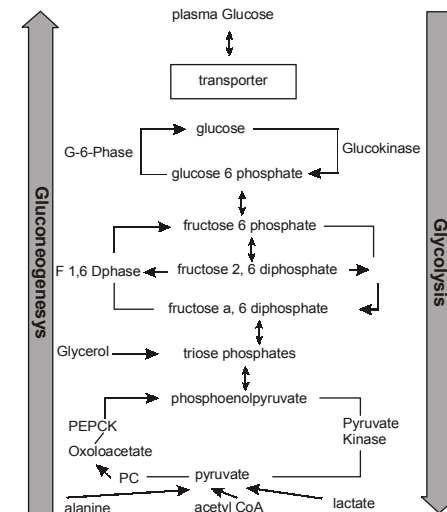 plasma Glucose
transporter
glucose
G-6-Phase
Glucokinase
glucose 6 phosphate
fructose 6 phosphate
F 1,6 Dphase
fructose 2, 6 diphosphate
fructose a, 6 diphosphate
Glycerol
triose phosphates
phosphoenolpyruvate
PEPCK
Pyruvate
Kinase
Oxoloacetate
PC
pyruvate
alanine
acetyl CoA
lactate
Gluconeogenesys
Glycolysis